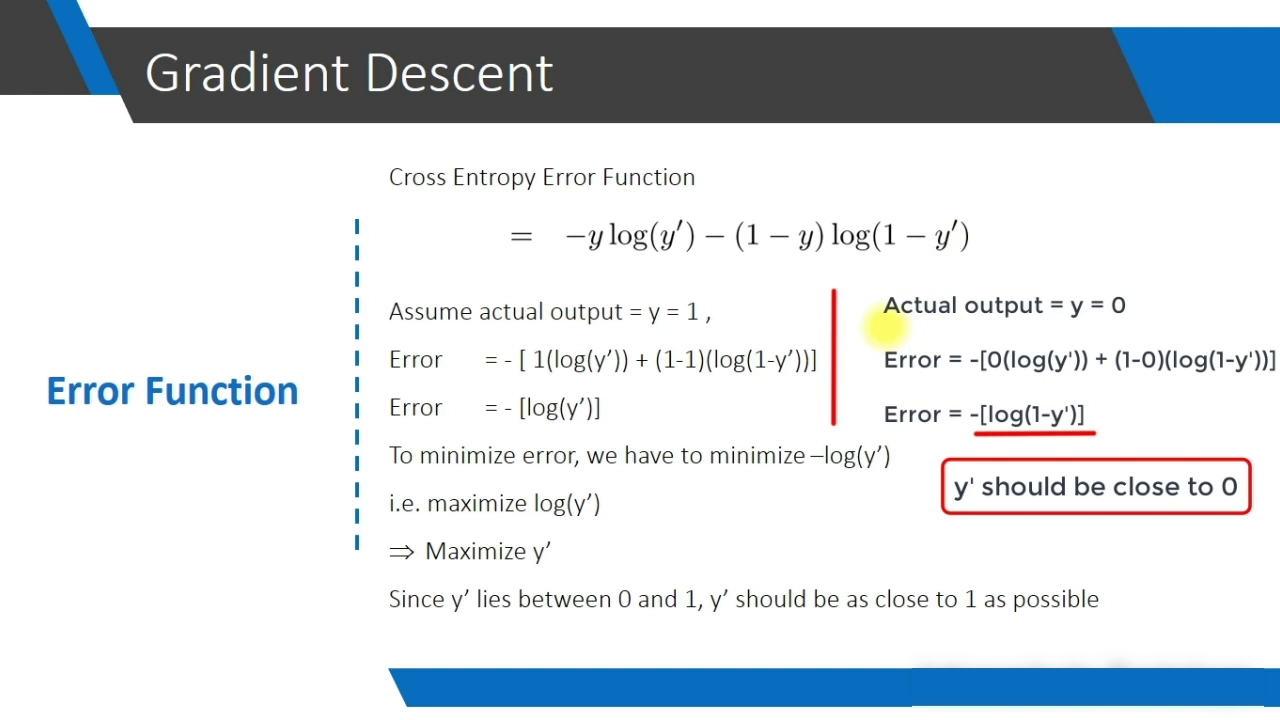 Gradient Descent
Cross Entropy Error Function
= −y log(y′) − (1 − y) log(1 − y′)
Error Function
Assume actual output = y = 1 ,
Error = - [ 1(log(y’)) + (1-1)(log(1-y’))]
Error = - [log(y’)]
To minimize error, we have to minimize –log(y’)
i.e. maximize log(y’)
⇒ Maximize y’
Since y’ lies between 0 and 1, y’ should be as close to 1 as possible
Actual output = y = 0
Error = -[0(log(y')) + (1-0)(log(1-y'))]
Error = -[log(1-y')]
y' should be close to 0